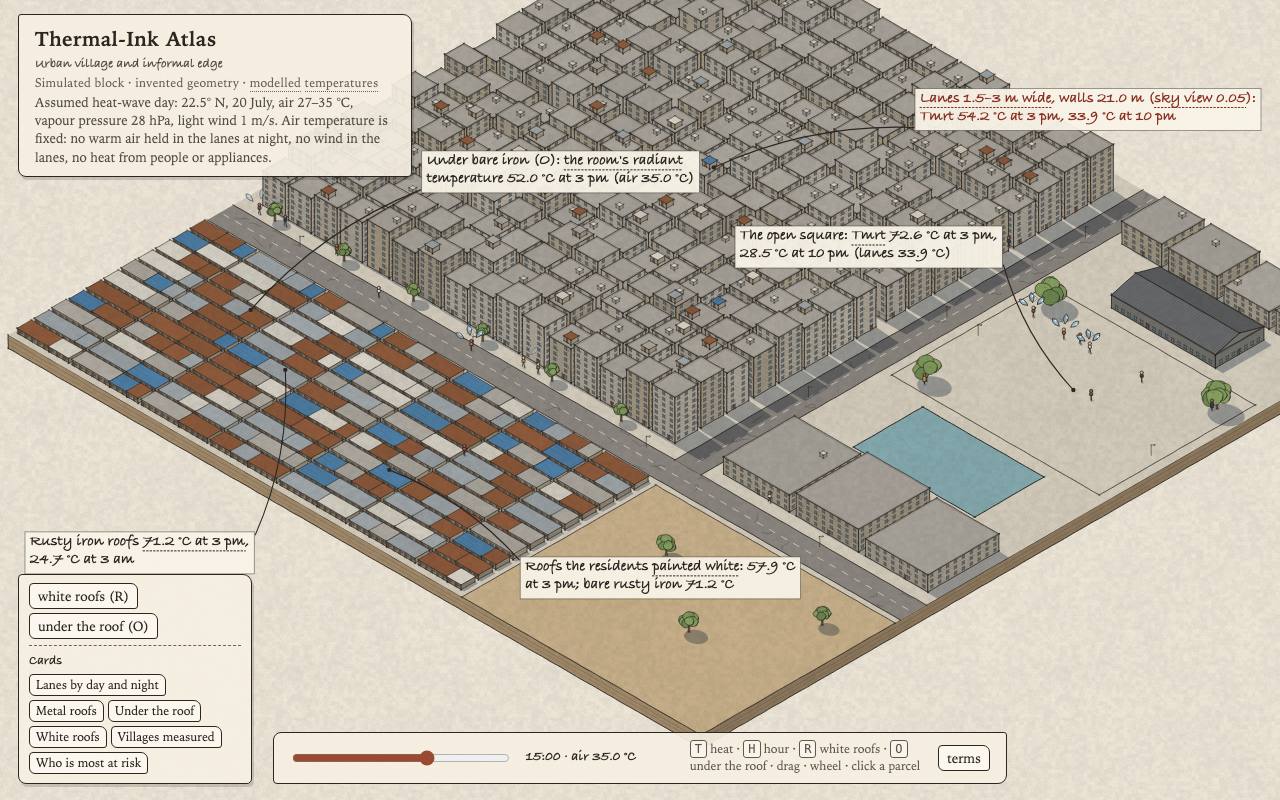 Thermal-Ink Atlas
Urban village and informal edge
Simulated block · invented geometry · modelled temperatures
Assumed heat-wave day: 22.5° N, 20 July, air 27–35 °C,
vapour pressure 28 hPa, light wind 1 m/s. Air temperature is
fixed: no warm air held in the lanes at night, no wind in the
lanes, no heat from people or appliances.
Lanes 1.5–3 m wide, walls 21.0 m (sky view 0.05):
Tmrt 54.2 °C at 3 pm, 33.9 °C at 10 pm
Under bare iron (O): the room's radiant
temperature 52.0 °C at 3 pm (air 35.0 °C)
The open square: Tmrt 72.6 °C at 3 pm,
28.5 °C at 10 pm (lanes 33.9 °C)
Rusty iron roofs 71.2 °C at 3 pm,
24.7 °C at 3 am
Roofs the residents painted white: 57.9 °C
at 3 pm; bare rusty iron 71.2 °C
white roofs (R)
under the roof (O)
Cards
Lanes by day and night
Metal roofs
Under the roof
White roofs
Villages measured
Who is most at risk
15:00 · air 35.0 °C
T heat · H hour · R white roofs · O
under the roof · drag · wheel · click a parcel
terms